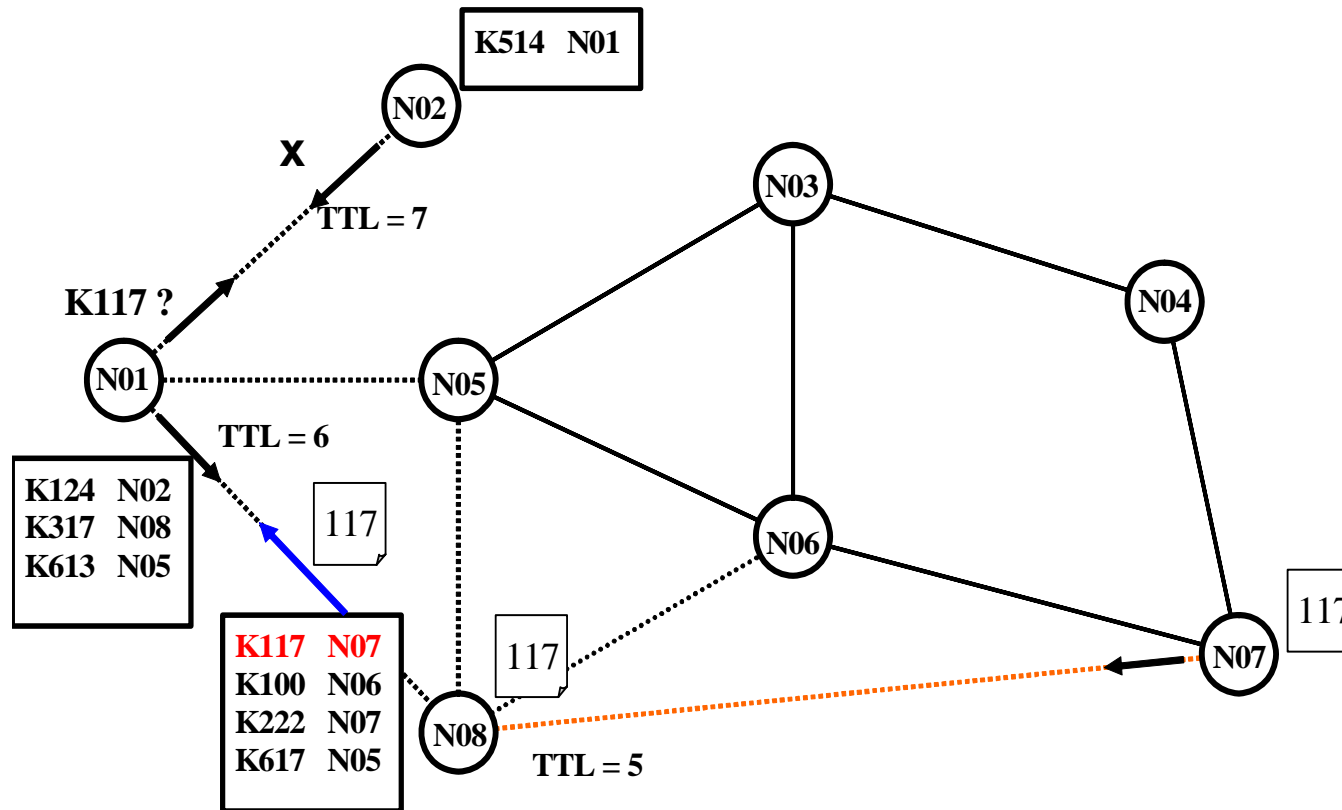 K514 N01
N02
X
N03
TTL = 7
N04
K117 ?
N01
N05
TTL = 6
K124 N02
K317 N08
K613 N05
117
N06
117
K117 N07
K100 N06
K222 N07
K617 N05
117
N07
N08
TTL = 5